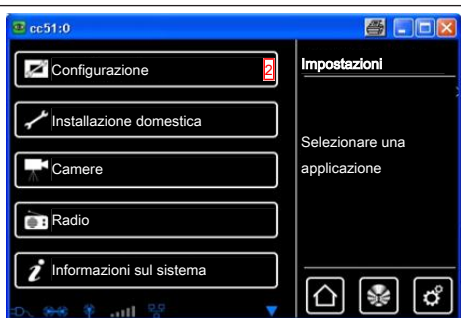 cc51:0
Configurazione
2
Installazione domestica
Camere
Radio
Informazioni sul sistema
Impostazioni
Selezionare una
applicazione